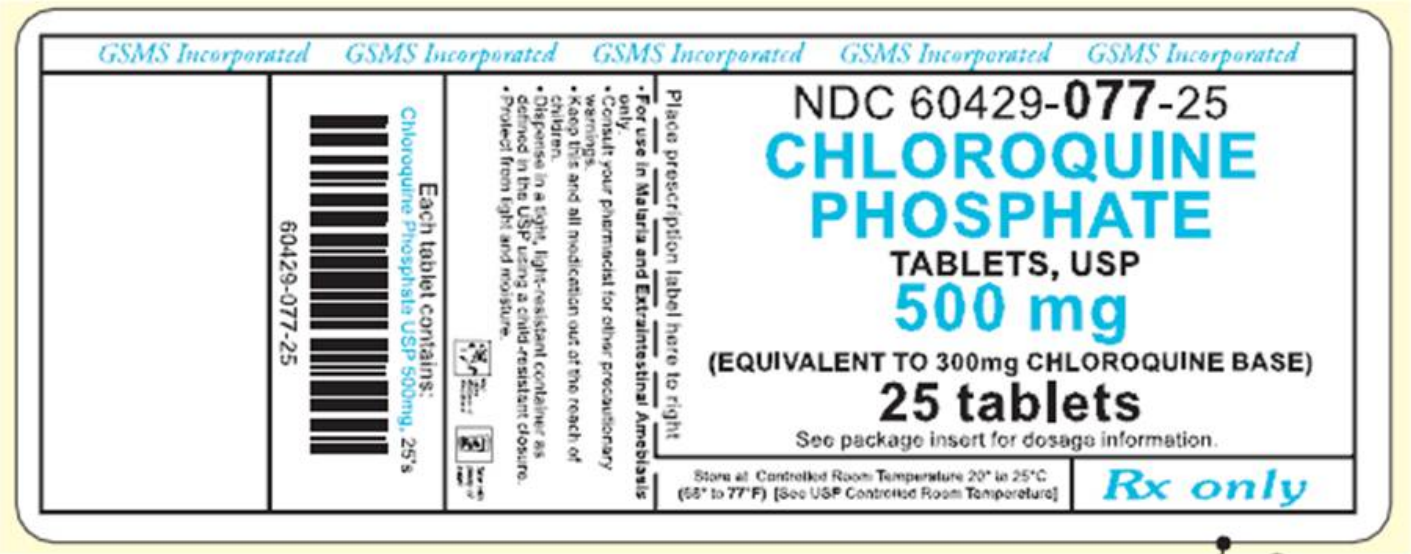 GSMS Incorporated GSMS Incorporated GSMS Incorporated GSMS Incorporated GSMS Incorporated
NDC 60429-077-25
CHLOROQUINE
PHOSPHATE
TABLETS, USP
500 mg
(EQUIVALENT TO 300mg CHLOROQUINE BASE)
25 tablets
See package insert for dosage information.
Store at Controlled Room Temperature 20° to 25°C
(68° to 77°F) [See USP Controlled Room Temperature]
Rx only
Place prescription label here to right
• For use in Malaria and Extraintestinal Amebiasis
only.
• Consult your pharmacist for other precautionary
warnings.
• Keep this and all medication out of the reach of
children.
• Dispense in a tight, light-resistant container as
defined in the USP using a child-resistant closure.
• Protect from light and moisture.
Each tablet contains:
Chloroquine Phosphate USP 500mg, 25's
60429-077-25